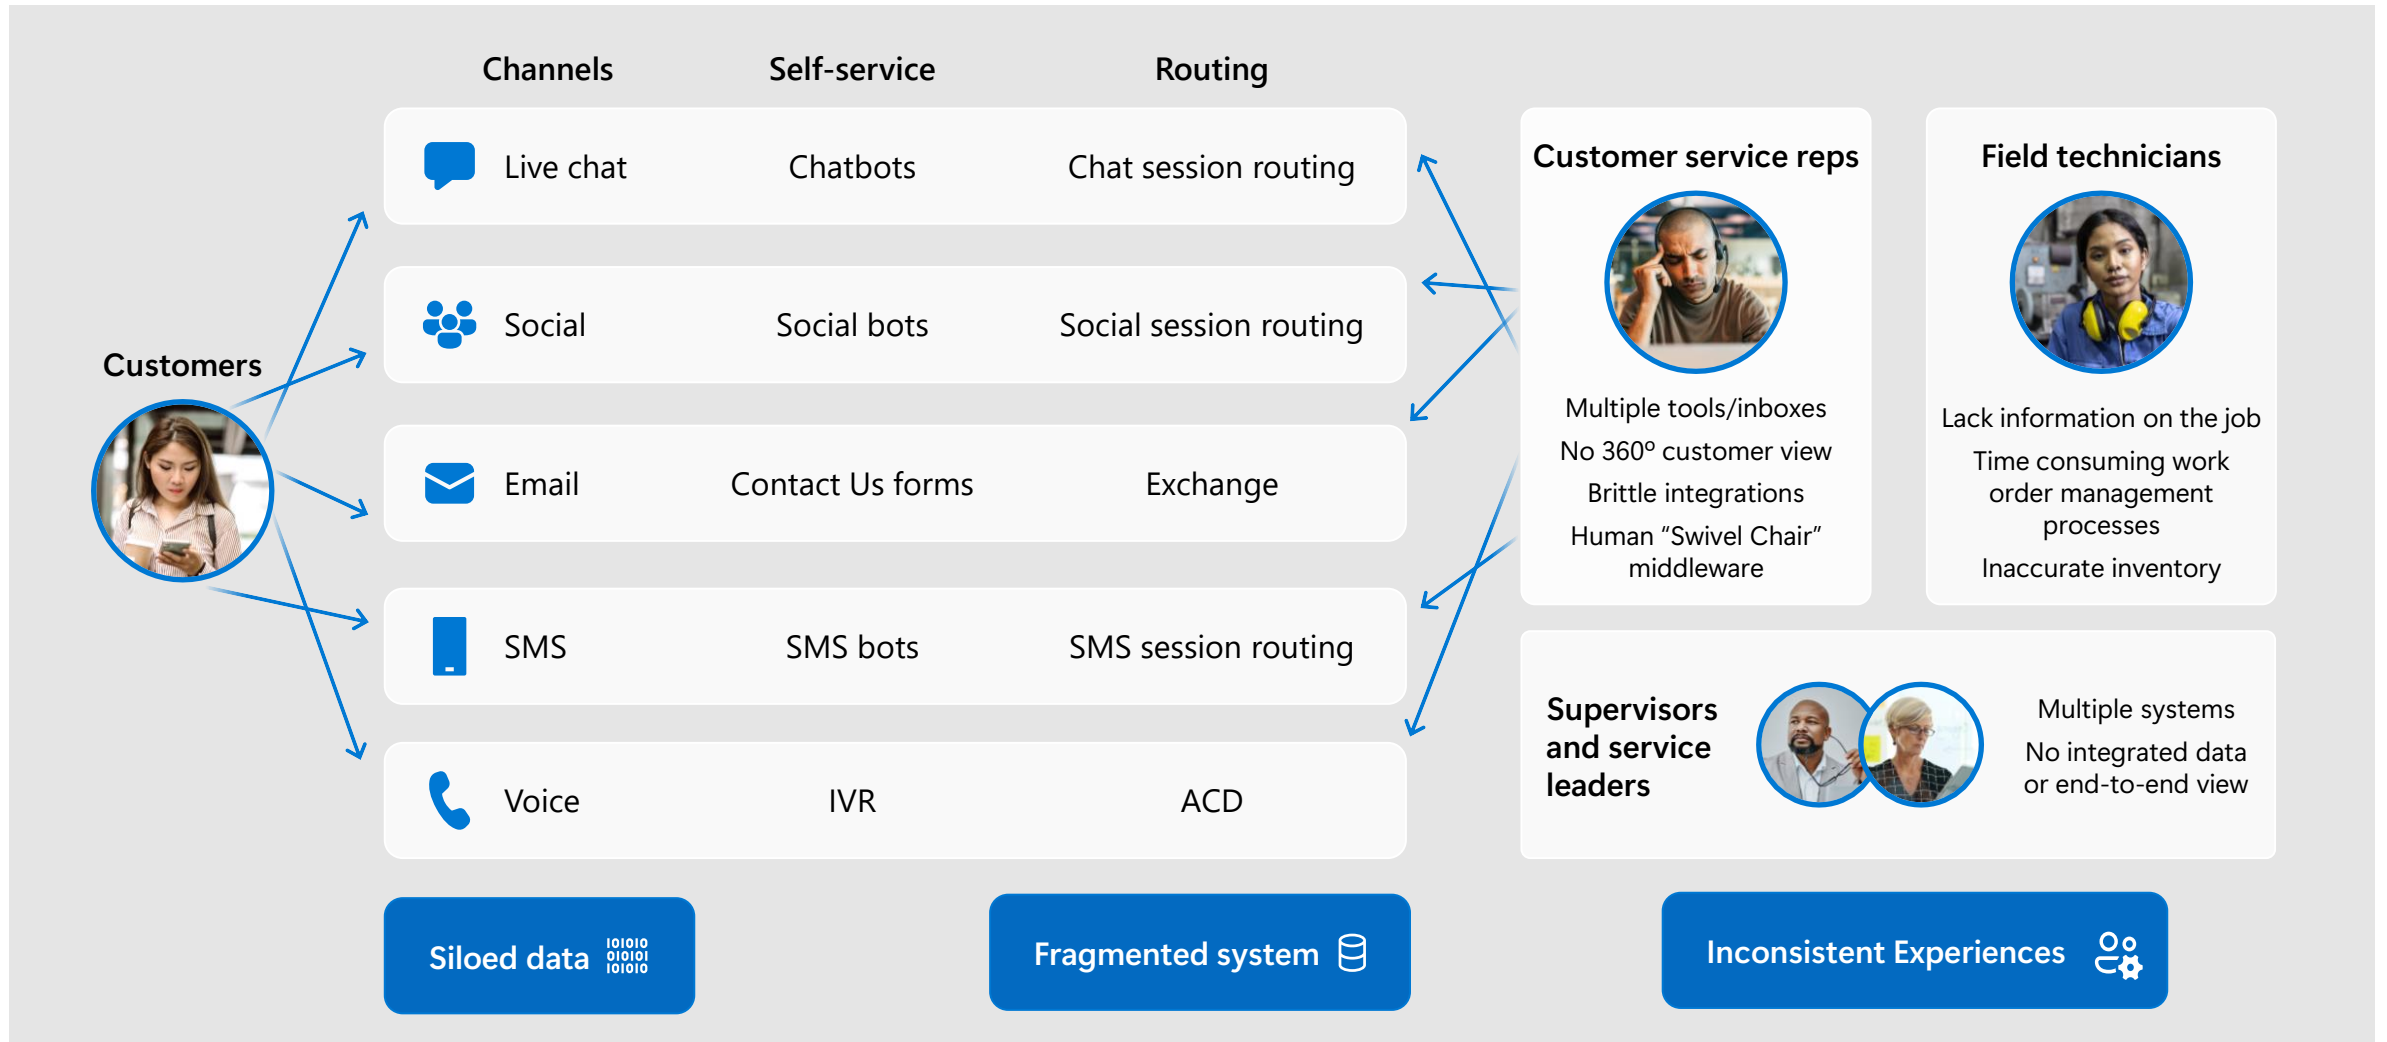 Channels Self-service Routing
Live chat Chatbots Chat session routing
Social Social bots Social session routing
Customers
Email Contact Us forms Exchange
SMS SMS bots SMS session routing
Voice IVR ACD
Customer service reps
Multiple tools/inboxes
No 360º customer view
Brittle integrations
Human “Swivel Chair”
middleware
Field technicians
Lack information on the job
Time consuming work
order management
processes
Inaccurate inventory
Supervisors
and service
leaders
Multiple systems
No integrated data
or end-to-end view
Siloed data
101010
010101
101010
Fragmented system
Inconsistent Experiences